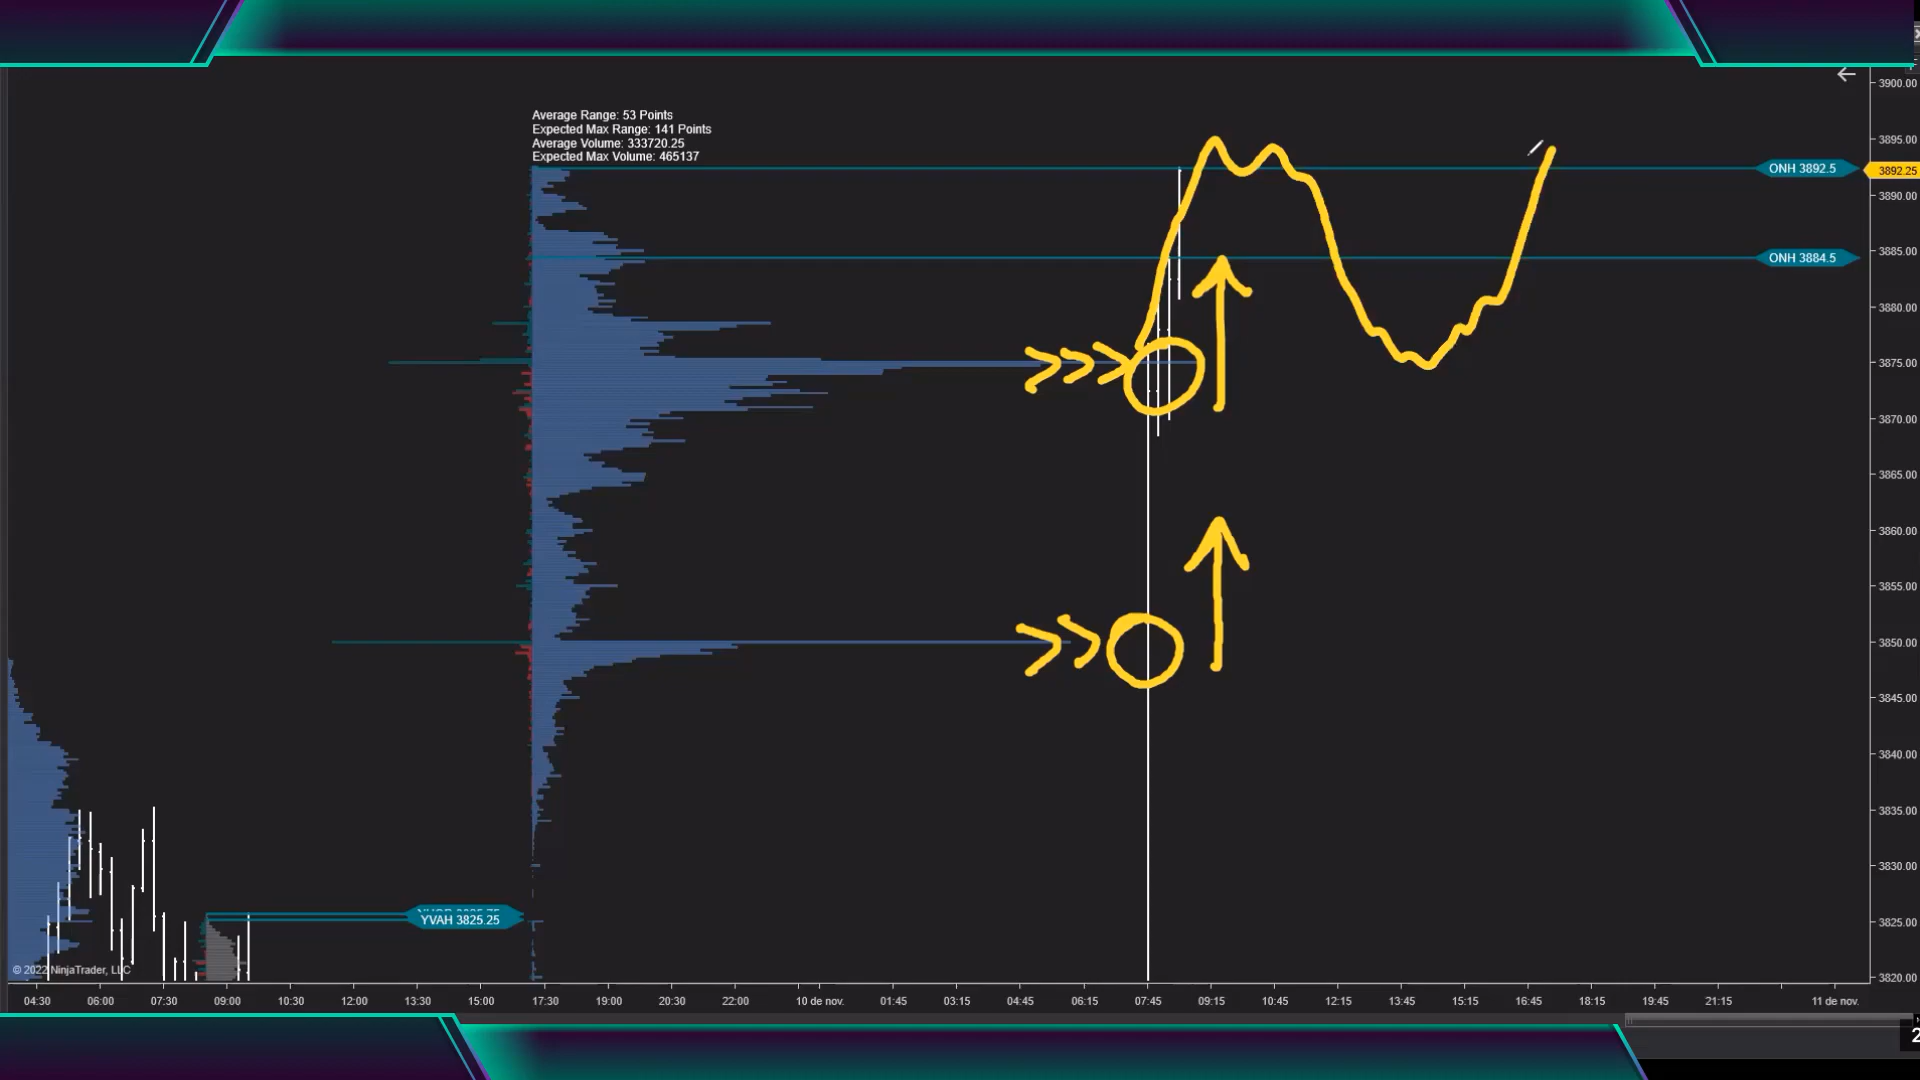 Average Range: 53 Points
Expected Max Range: 141 Points
Average Volume: 333720.25
Expected Max Volume: 465137
3900.00
3895.00
ONH 3892.5
3892.25
3890.00
3885.00
ONH 3884.5
3880.00
3875.00
3870.00
3865.00
3860.00
3855.00
3850.00
3845.00
3840.00
3835.00
3830.00
3825.00
YVAH 3825.25
© 2022 NinjaTrader, LLC
3820.00
04:30 06:00 07:30 09:00 10:30 12:00 13:30 15:00 17:30 19:00 20:30 22:00 10 de nov. 01:45 03:15 04:45 06:15 07:45 09:15 10:45 12:15 13:45 15:15 16:45 18:15 19:45 21:15 11 de nov.
2